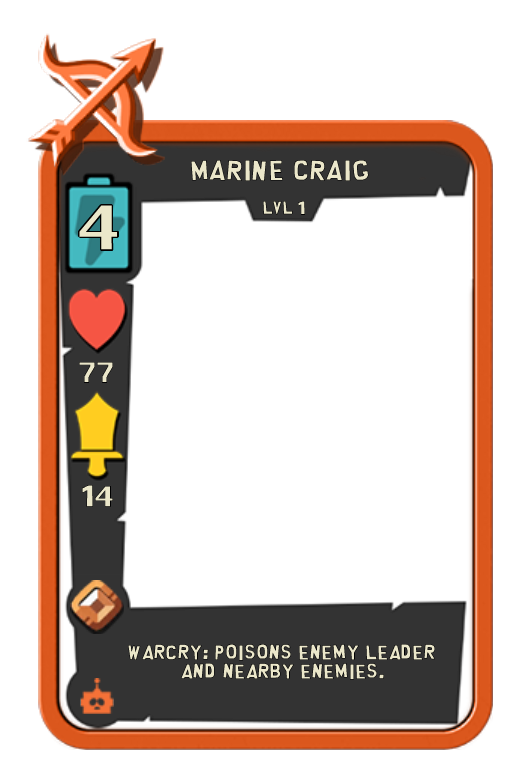 MARINE CRAIG
LVL 1
4
77
14
WARCRY: POISONS ENEMY LEADER
AND NEARBY ENEMIES.